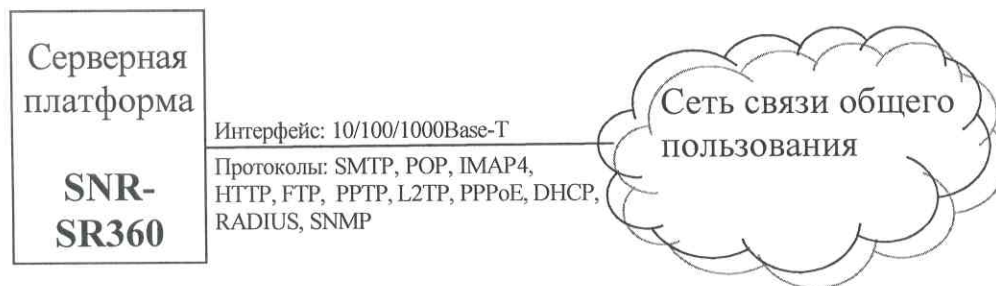 Серверная
платформа
SNR-
SR360
Интерфейс: 10/100/1000Base-T
Протоколы: SMTP, POP, IMAP4,
HTTP, FTP, PPTP, L2TP, PPPoE, DHCP,
RADIUS, SNMP
Сеть связи общего
пользования